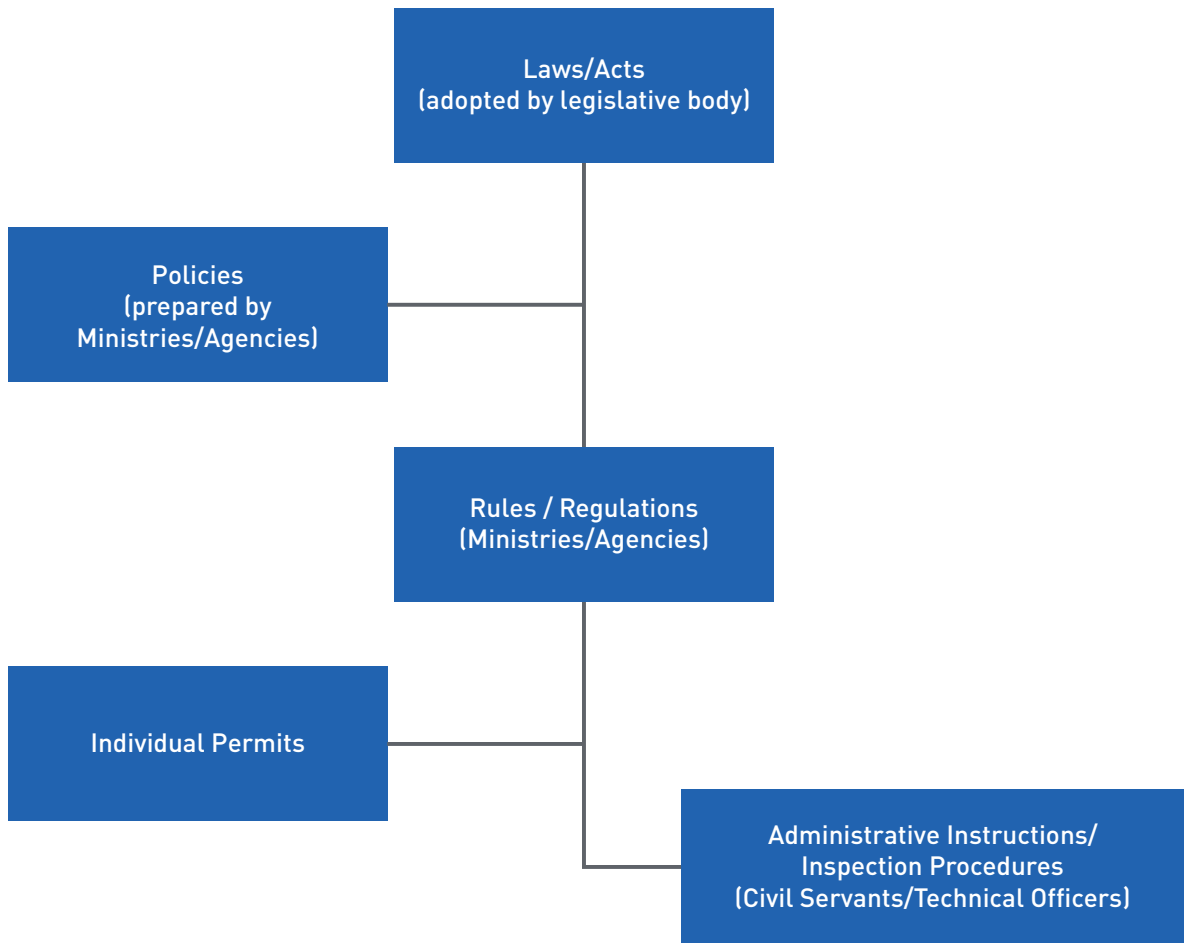 Laws/Acts
(adopted by legislative body)
Policies
(prepared by
Ministries/Agencies)
Rules / Regulations
(Ministries/Agencies)
Individual Permits
Administrative Instructions/
Inspection Procedures
(Civil Servants/Technical Officers)